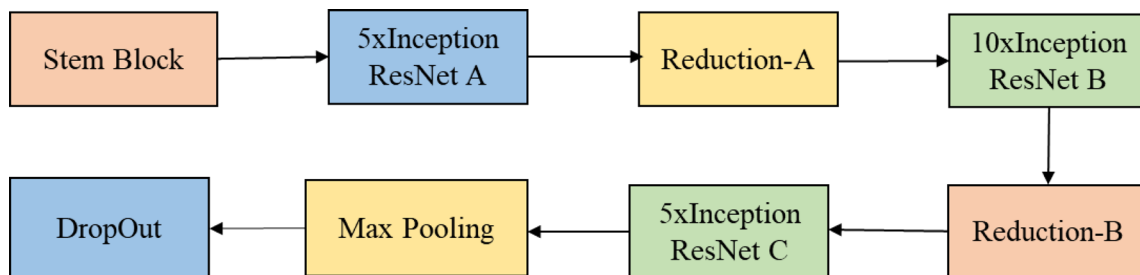 Stem Block
5xInception
ResNet A
Reduction-A
10xInception
ResNet B
Reduction-B
5xInception
ResNet C
Max Pooling
DropOut